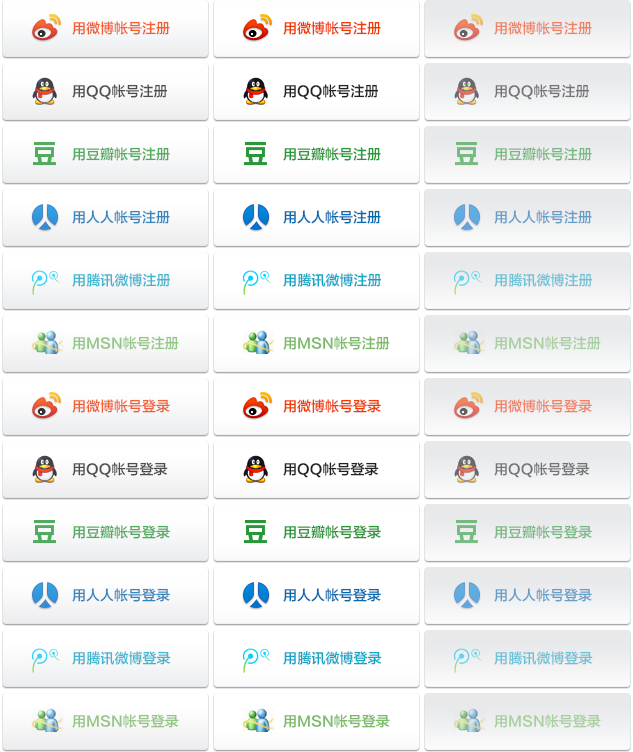 用微博帐号注册 用微博帐号注册 用微博帐号注册
用QQ帐号注册 用QQ帐号注册 用QQ帐号注册
豆 用豆瓣帐号注册 豆 用豆瓣帐号注册 豆 用豆瓣帐号注册
用人人帐号注册 用人人帐号注册 用人人帐号注册
用腾讯微博注册 用腾讯微博注册 用腾讯微博注册
用MSN帐号注册 用MSN帐号注册 用MSN帐号注册
用微博帐号登录 用微博帐号登录 用微博帐号登录
用QQ帐号登录 用QQ帐号登录 用QQ帐号登录
豆 用豆瓣帐号登录 豆 用豆瓣帐号登录 豆 用豆瓣帐号登录
用人人帐号登录 用人人帐号登录 用人人帐号登录
用腾讯微博登录 用腾讯微博登录 用腾讯微博登录
用MSN帐号登录 用MSN帐号登录 用MSN帐号登录